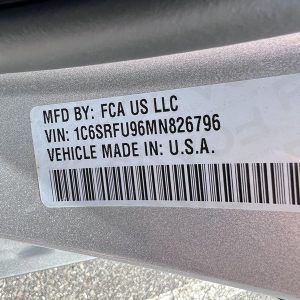 MFD BY: FCA US LLC
VIN: 1C6SRFU96MN826796
VEHICLE MADE IN: U.S.A.